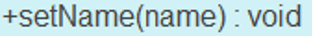 +setName(name) : void